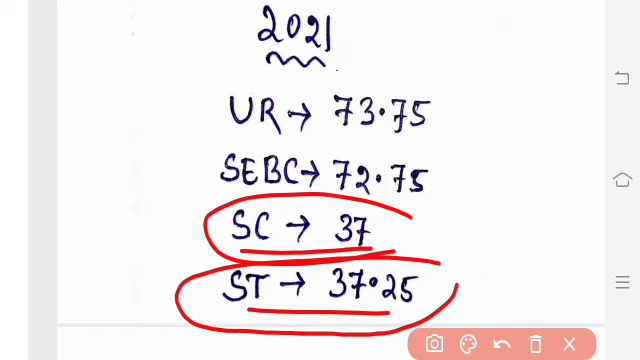 2021
UR → 73.75
SEBC → 72.75
SC → 37
ST → 37.25